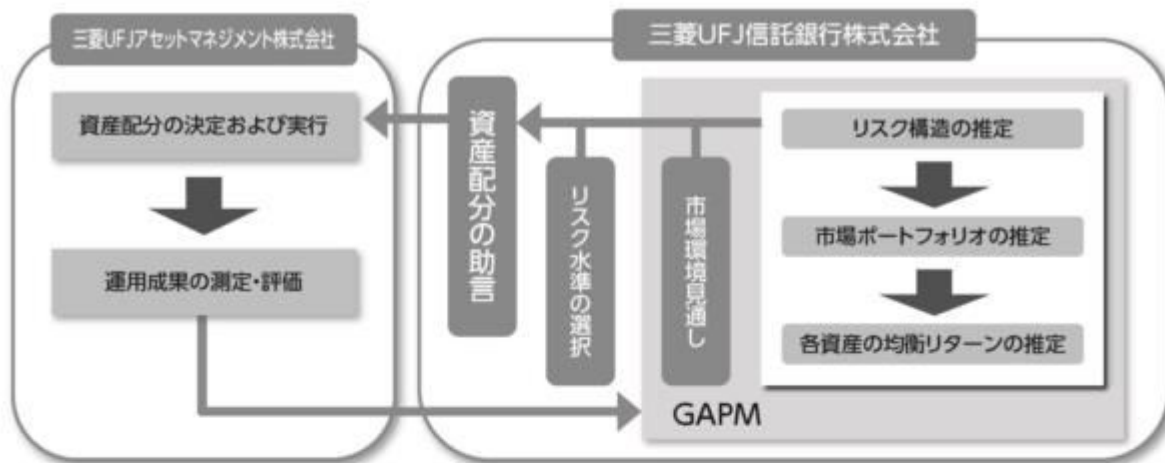 三菱UFJアセットマネジメント株式会社
資産配分の決定および実行
運用成果の測定・評価
三菱UFJ信託銀行株式会社
資産配分の助言
リスク水準の選択
市場環境見通し
リスク構造の推定
市場ポートフォリオの推定
各資産の均衡リターンの推定
GAPM